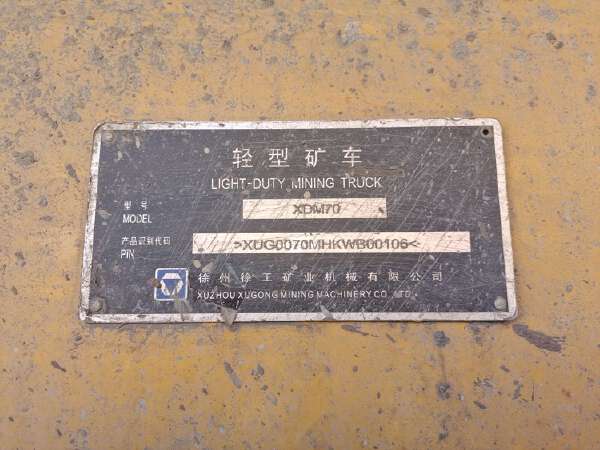 轻型矿车
LIGHT-DUTY MINING TRUCK
型号 XDM70
MODEL
产品识别代码 >XUG0070MHKWB00106<
PIN
徐州徐工矿业机械有限公司
XUZHOU XUGONG MINING MACHINERY CO.,LTD.